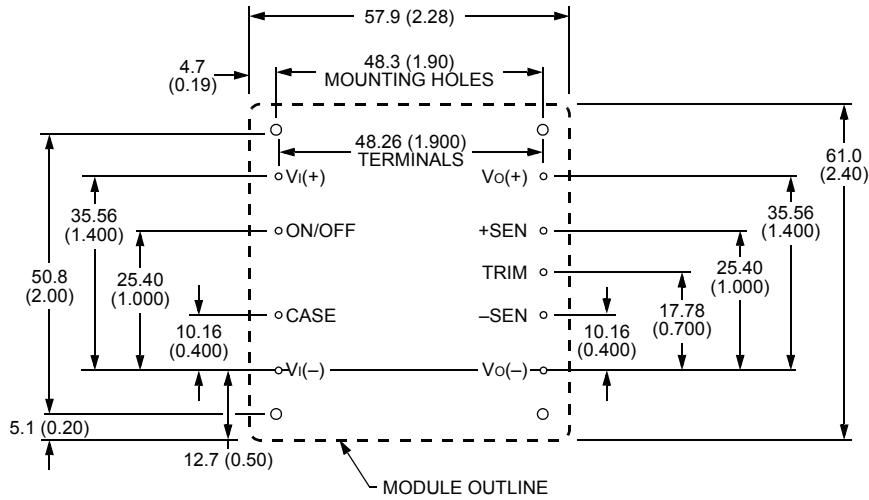 57.9 (2.28)
4.7
(0.19)
48.3 (1.90)
MOUNTING HOLES
48.26 (1.900)
TERMINALS
61.0
(2.40)
VI(+)
VO(+)
35.56
(1.400)
35.56
(1.400)
ON/OFF
+SEN
50.8
(2.00)
25.40
(1.000)
TRIM
25.40
(1.000)
17.78
(0.700)
CASE
–SEN
10.16
(0.400)
10.16
(0.400)
VI(–)
VO(–)
5.1 (0.20)
12.7 (0.50)
MODULE OUTLINE